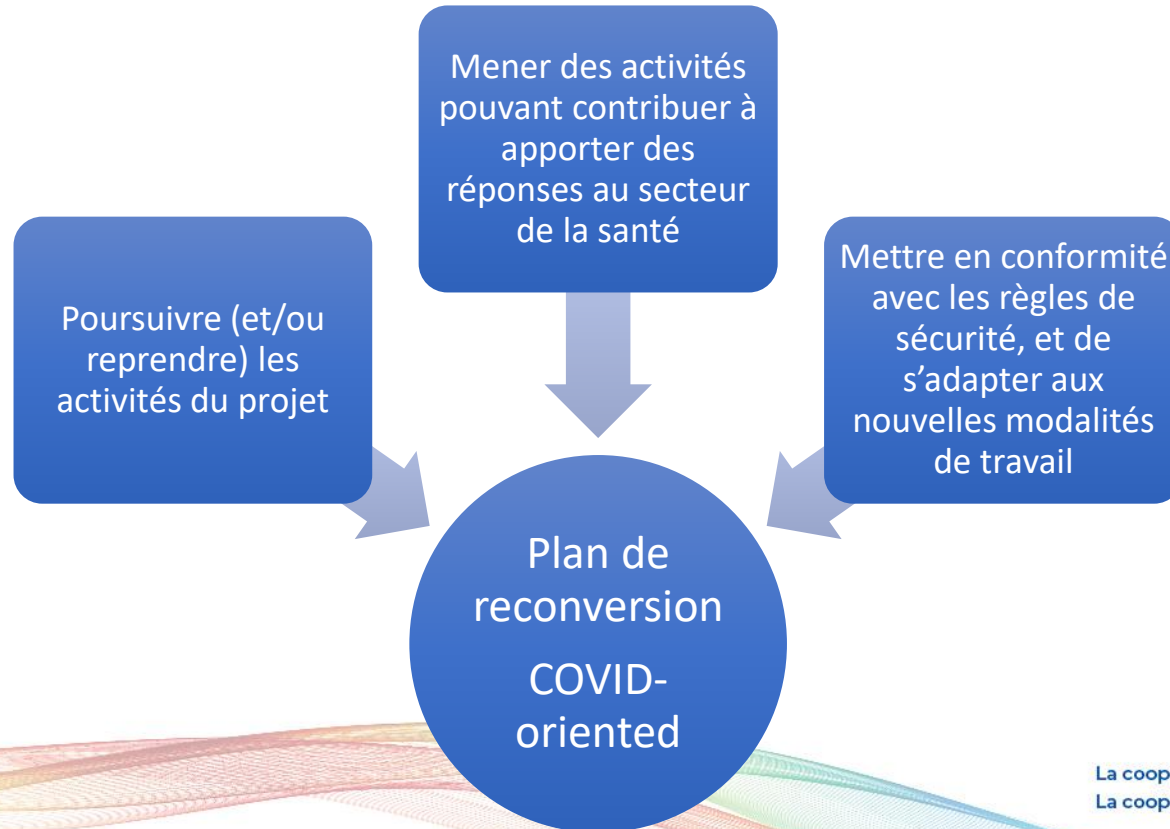 Mener des activités
pouvant contribuer à
apporter des
réponses au secteur
de la santé
Poursuivre (et/ou
reprendre) les
activités du projet
Mettre en conformité
avec les règles de
sécurité, et de
s’adapter aux
nouvelles modalités
de travail
Plan de
reconversion
COVID-
oriented
La coop
La coop